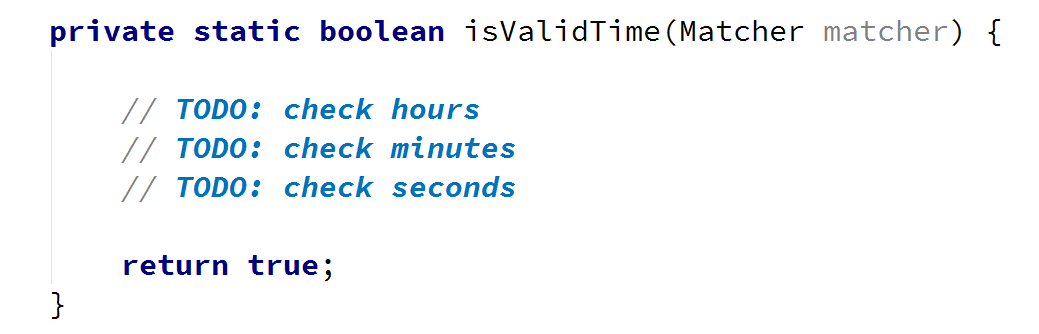 private static boolean isValidTime(Matcher matcher) {
// TODO: check hours
// TODO: check minutes
// TODO: check seconds
return true;
}